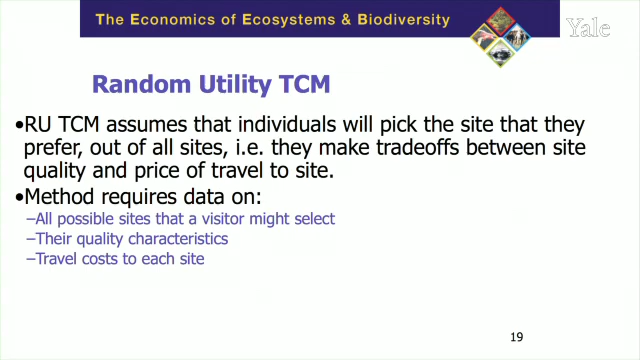 The Economics of Ecosystems & Biodiversity
Yale
Random Utility TCM
•RU TCM assumes that individuals will pick the site that they
prefer, out of all sites, i.e. they make tradeoffs between site
quality and price of travel to site.
•Method requires data on:
–All possible sites that a visitor might select
–Their quality characteristics
–Travel costs to each site
19